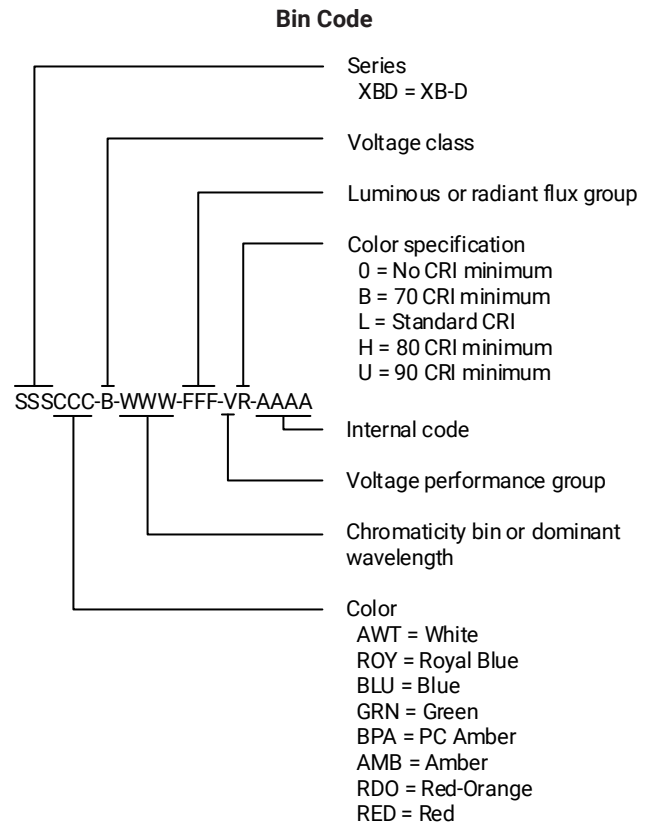 Bin Code
Series
XBD = XB-D
Voltage class
Luminous or radiant flux group
Color specification
0 = No CRI minimum
B = 70 CRI minimum
L = Standard CRI
H = 80 CRI minimum
U = 90 CRI minimum
SSSCCC-B-WWW-FFF-VR-AAAA
Internal code
Voltage performance group
Chromaticity bin or dominant
wavelength
Color
AWT = White
ROY = Royal Blue
BLU = Blue
GRN = Green
BPA = PC Amber
AMB = Amber
RDO = Red-Orange
RED = Red